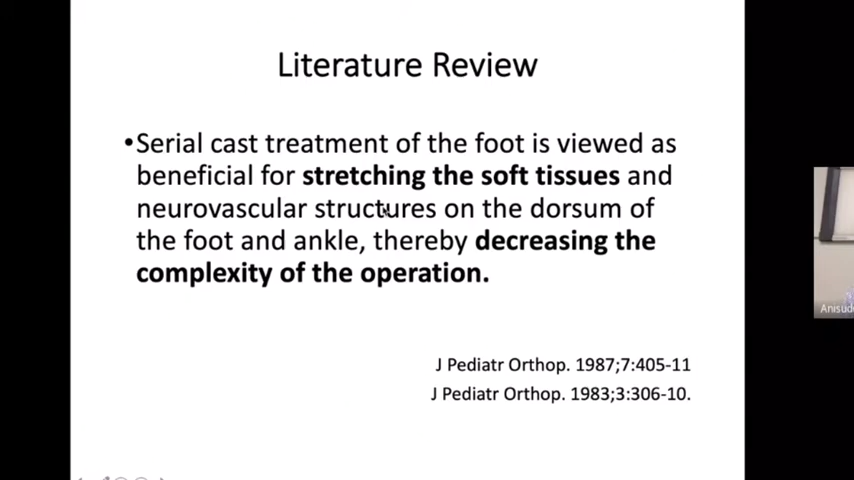 Literature Review
•Serial cast treatment of the foot is viewed as
beneficial for stretching the soft tissues and
neurovascular structures on the dorsum of
the foot and ankle, thereby decreasing the
complexity of the operation.
J Pediatr Orthop. 1987;7:405-11
J Pediatr Orthop. 1983;3:306-10.
Anisud